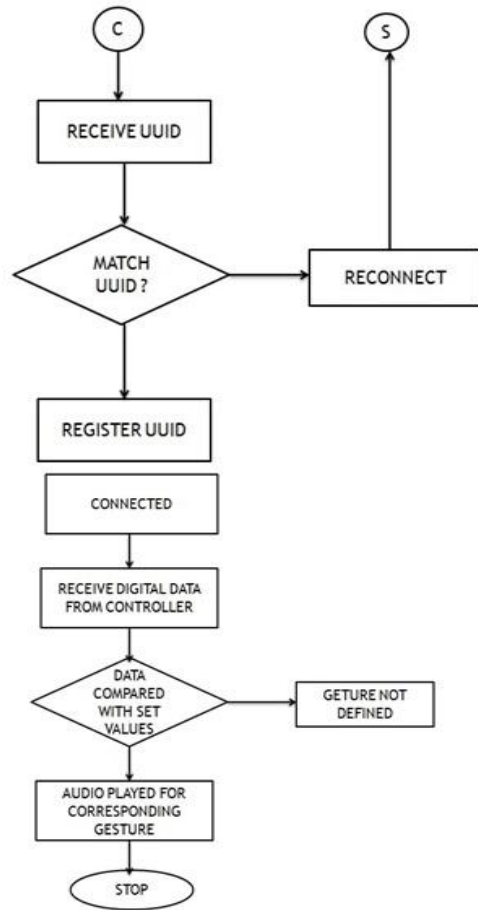 C
S
RECEIVE UUID
MATCH
UUID ?
RECONNECT
REGISTER UUID
CONNECTED
RECEIVE DIGITAL DATA
FROM CONTROLLER
DATA
COMPARED
WITH SET
VALUES
GETURE NOT
DEFINED
AUDIO PLAYED FOR
CORRESPONDING
GESTURE
STOP